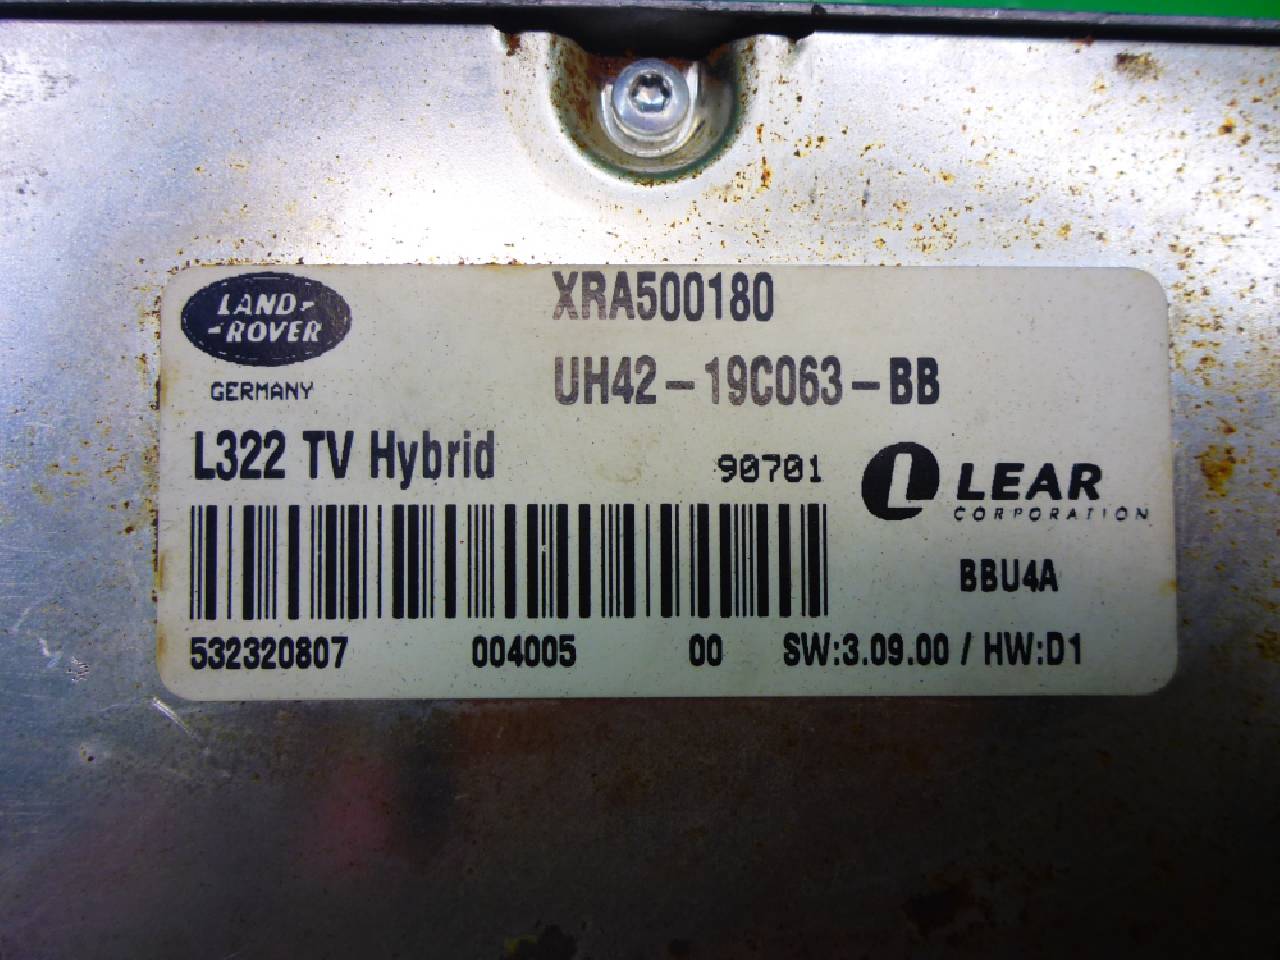 LAND-
-ROVER
GERMANY
XRA500180
UH42-19C063-BB
L322 TV Hybrid
90701
LEAR
CORPORATION
BBU4A
532320807 004005 00 SW:3.09.00 / HW:D1